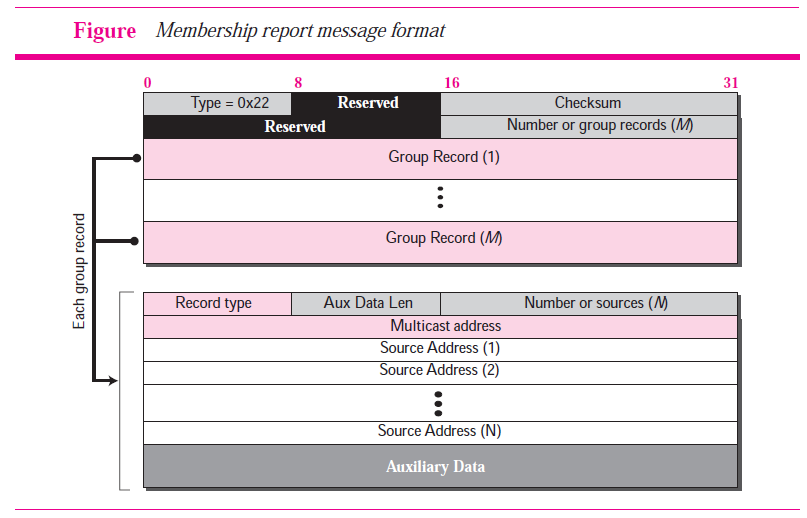 Figure Membership report message format
0 8 16 31
Type = 0x22 Reserved Checksum
Reserved Number or group records (M)
Group Record (1)
Group Record (M)
Each group record
Record type Aux Data Len Number or sources (N)
Multicast address
Source Address (1)
Source Address (2)
Source Address (N)
Auxiliary Data